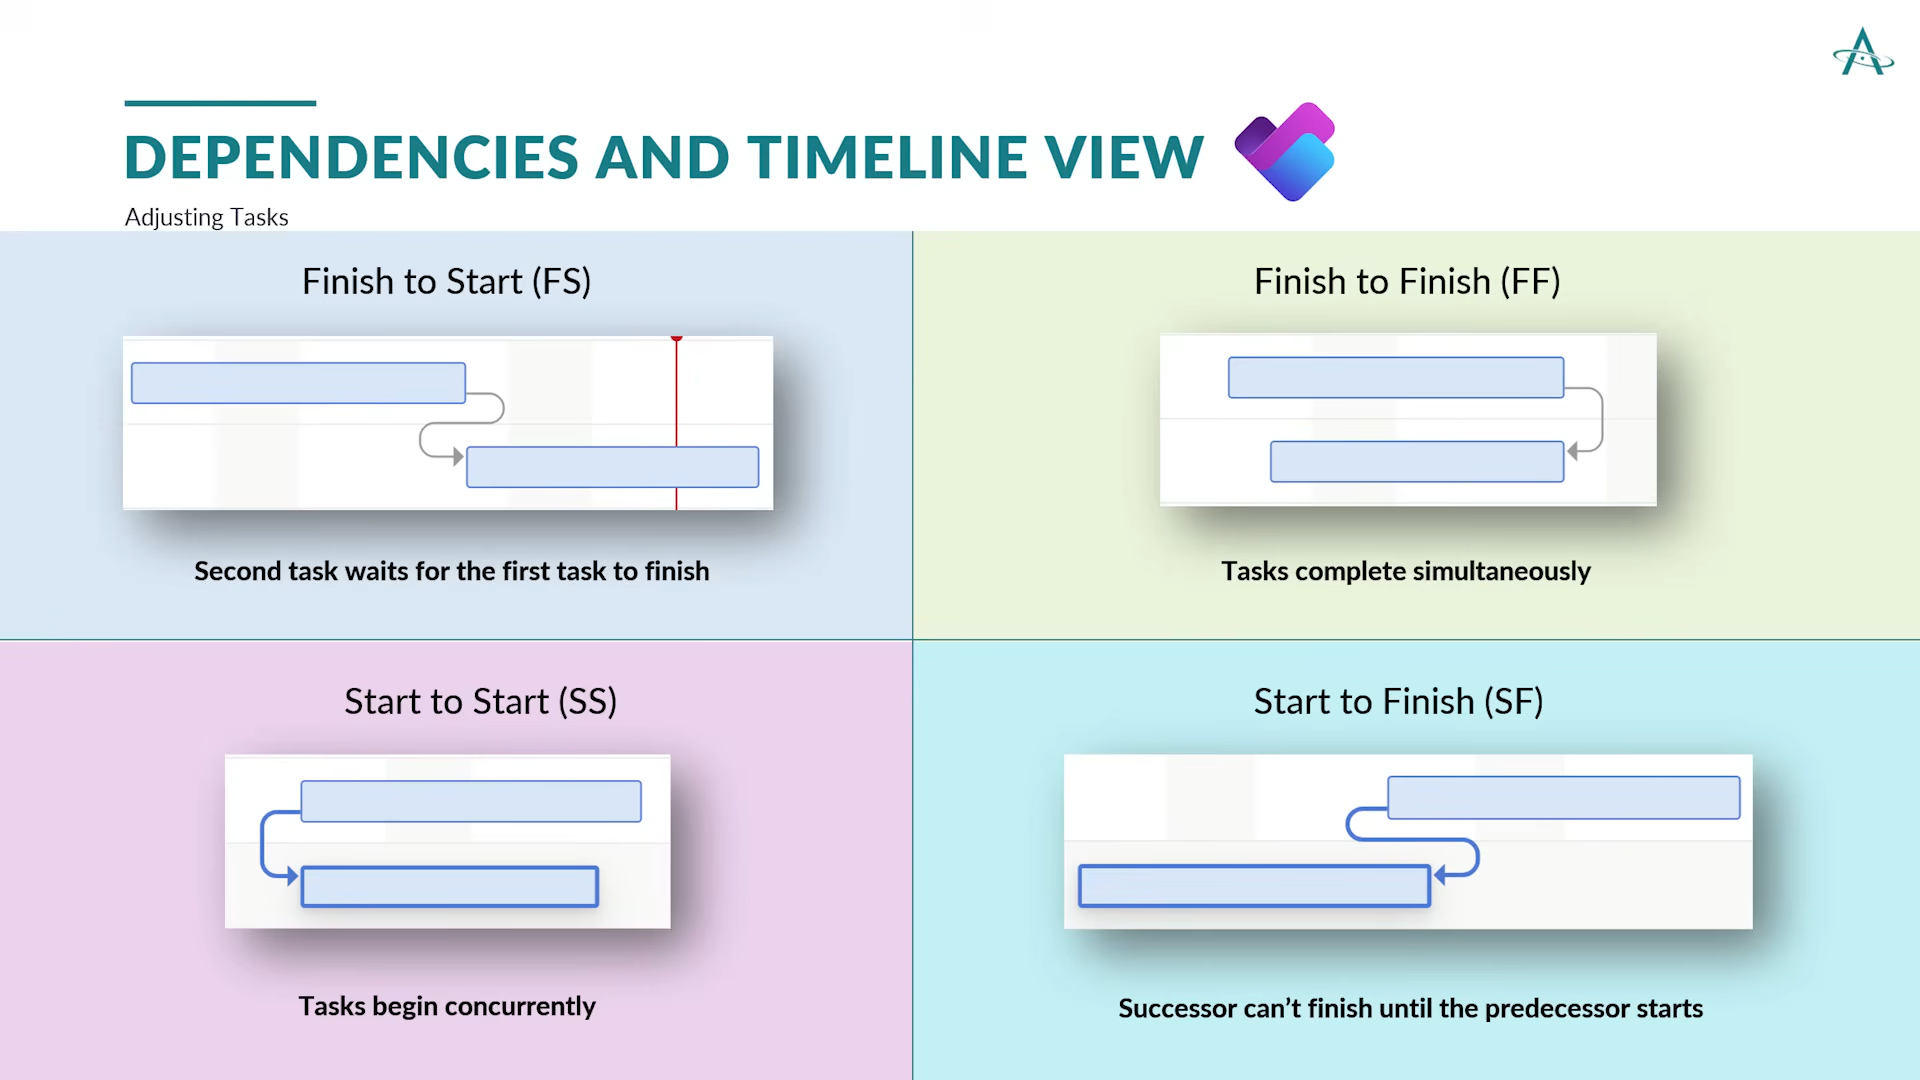 DEPENDENCIES AND TIMELINE VIEW
Adjusting Tasks
Finish to Start (FS)
Second task waits for the first task to finish
Finish to Finish (FF)
Tasks complete simultaneously
Start to Start (SS)
Tasks begin concurrently
Start to Finish (SF)
Successor can’t finish until the predecessor starts